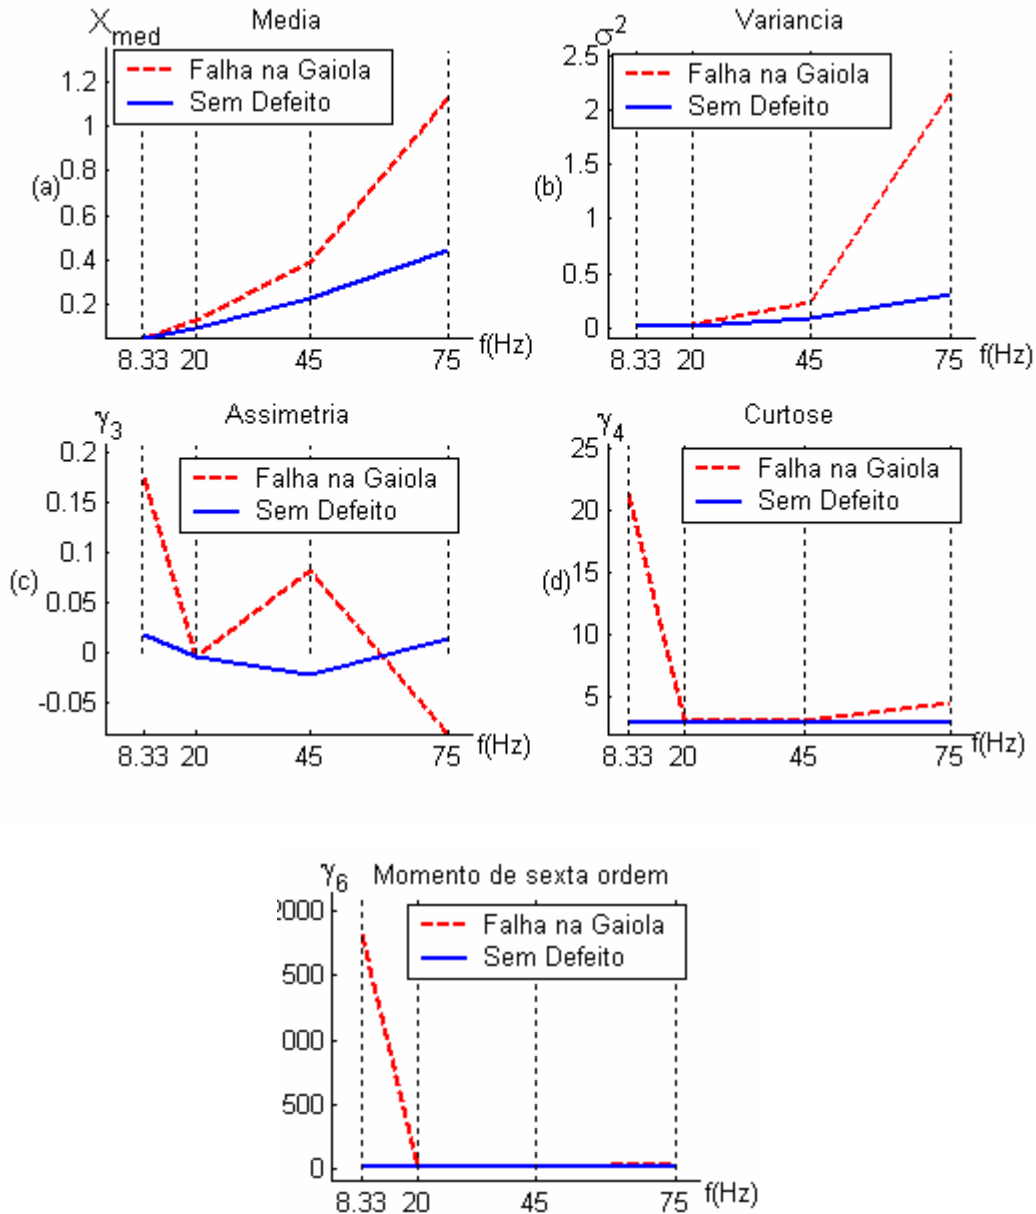 X_med Media
Falha na Gaiola
Sem Defeito
1.2
1
0.8
0.6
0.4
0.2
(a)
8.33 20 45 75 f(Hz)
σ² Variancia
Falha na Gaiola
Sem Defeito
2.5
2
1.5
1
0.5
0
(b)
8.33 20 45 75 f(Hz)
γ₃ Assimetria
Falha na Gaiola
Sem Defeito
0.2
0.15
0.1
0.05
0
-0.05
(c)
8.33 20 45 75 f(Hz)
γ₄ Curtose
Falha na Gaiola
Sem Defeito
25
20
15
10
5
(d)
8.33 20 45 75 f(Hz)
γ₆ Momento de sexta ordem
Falha na Gaiola
Sem Defeito
2000
500
000
500
0
8.33 20 45 75 f(Hz)